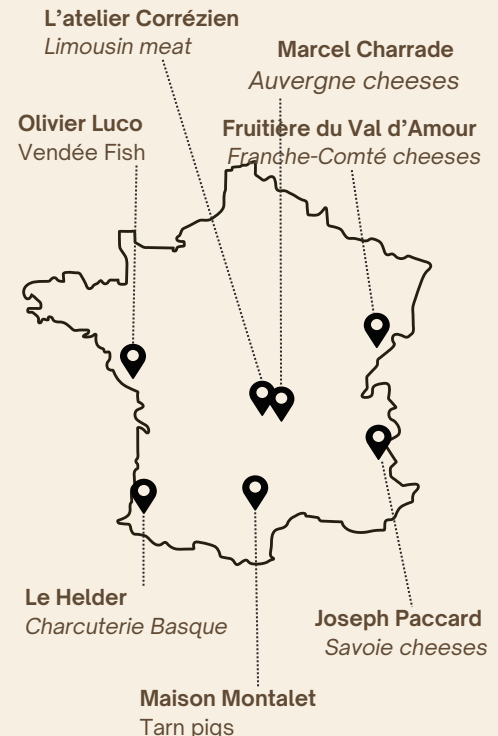 L’atelier Corrézien
Limousin meat
Marcel Charrade
Auvergne cheeses
Olivier Luco
Vendée Fish
Fruitière du Val d’Amour
Franche-Comté cheeses
Le Helder
Charcuterie Basque
Joseph Paccard
Savoie cheeses
Maison Montalet
Tarn pigs